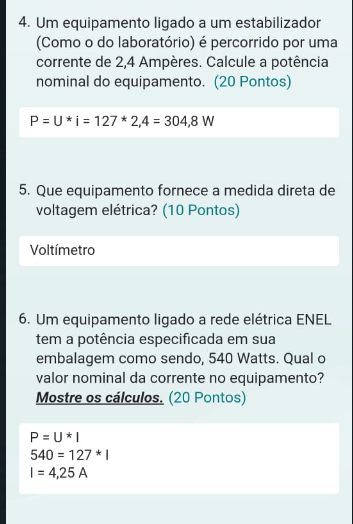 4. Um equipamento ligado a um estabilizador
(Como o do laboratório) é percorrido por uma
corrente de 2,4 Ampères. Calcule a potência
nominal do equipamento. (20 Pontos)
P = U * i = 127 * 2,4 = 304,8 W
5. Que equipamento fornece a medida direta de
voltagem elétrica? (10 Pontos)
Voltímetro
6. Um equipamento ligado a rede elétrica ENEL
tem a potência especificada em sua
embalagem como sendo, 540 Watts. Qual o
valor nominal da corrente no equipamento?
Mostre os cálculos. (20 Pontos)
P = U * I
540 = 127 * I
I = 4,25 A